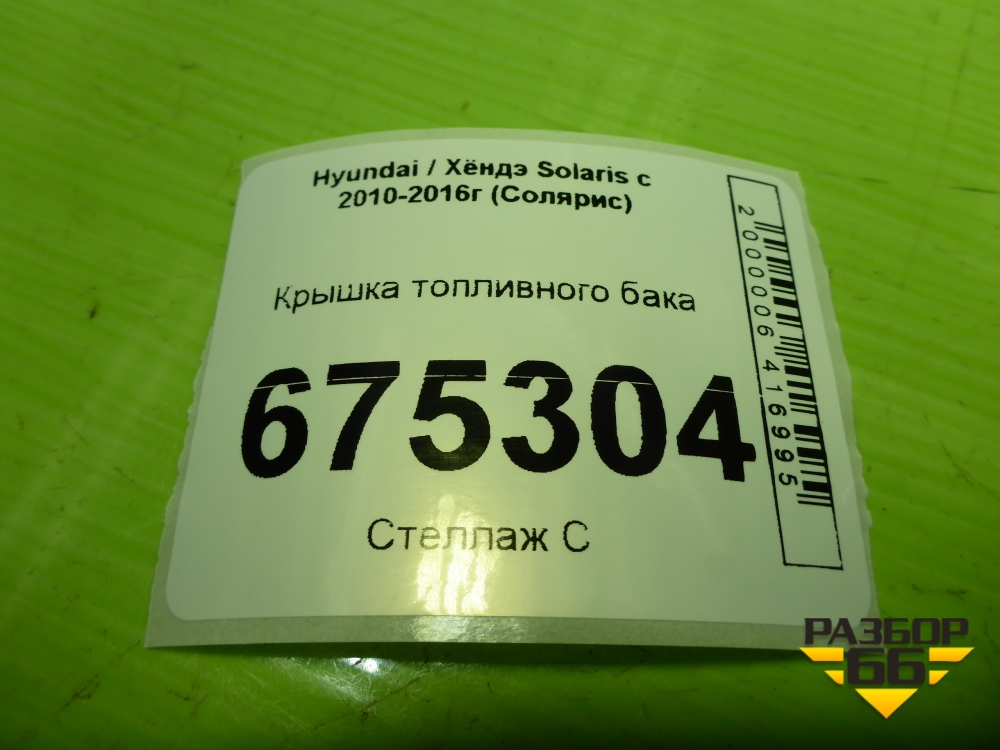 Hyundai / Хёндэ Solaris с
2010-2016г (Солярис)
Крышка топливного бака
675304
Стеллаж С
2000006416995
РАЗБОР
66